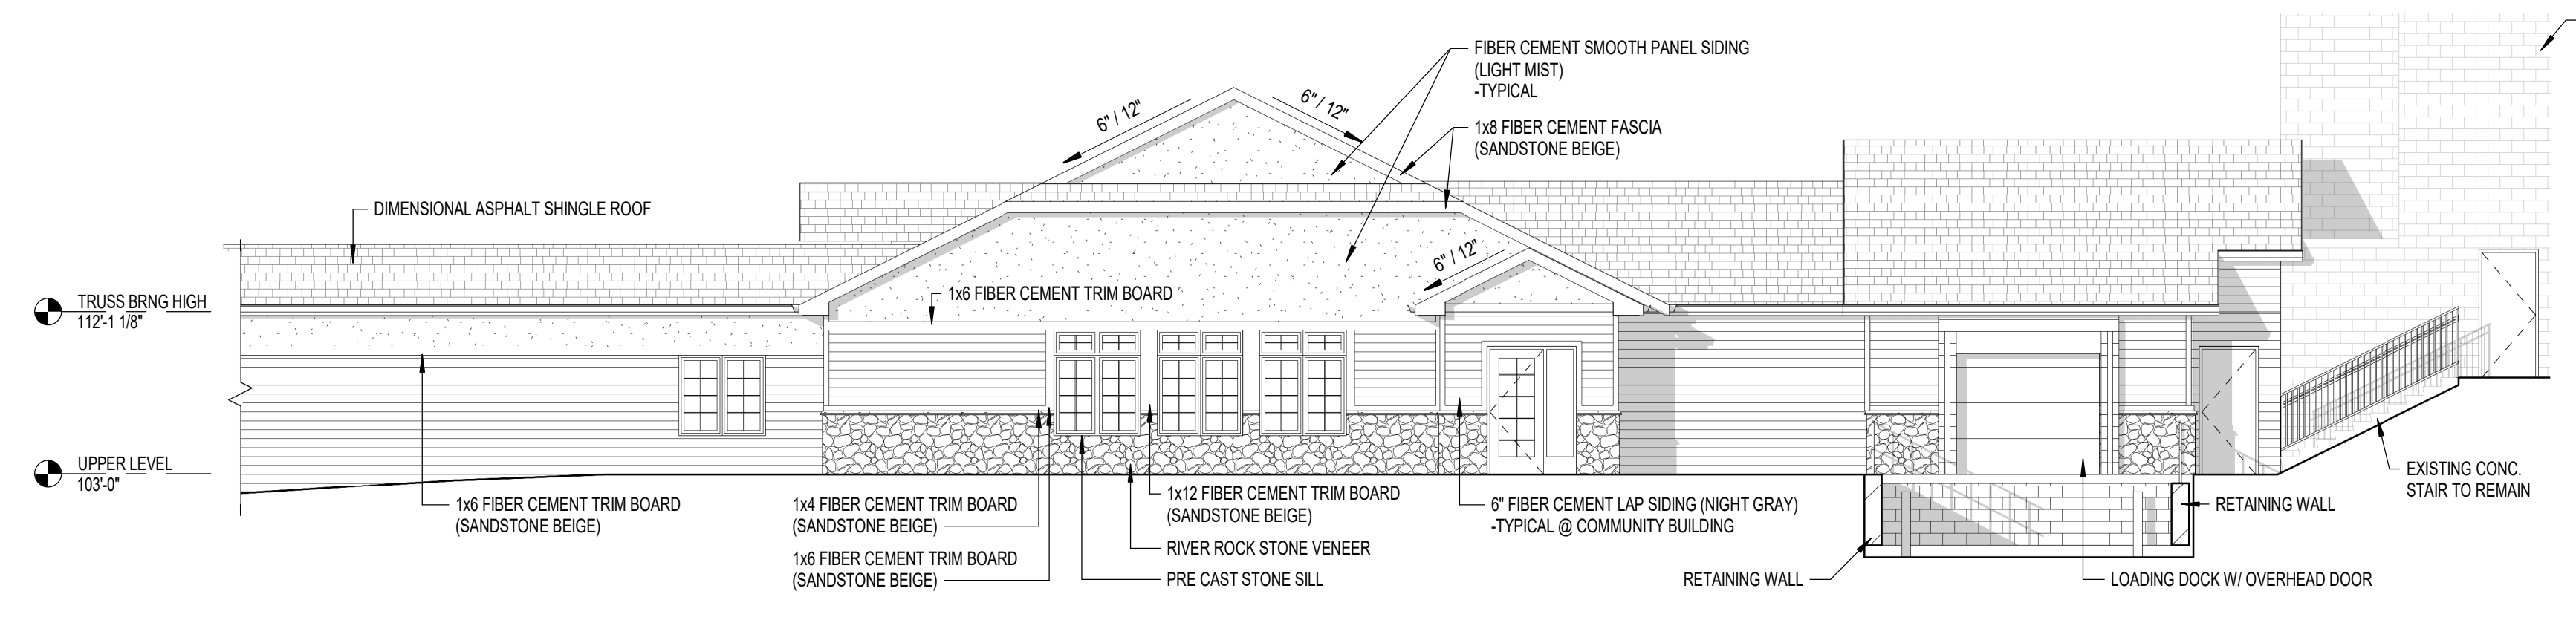 FIBER CEMENT SMOOTH PANEL SIDING
(LIGHT MIST)
-TYPICAL
6" / 12"
6" / 12"
1x8 FIBER CEMENT FASCIA
(SANDSTONE BEIGE)
DIMENSIONAL ASPHALT SHINGLE ROOF
6" / 12"
1x6 FIBER CEMENT TRIM BOARD
TRUSS BRNG HIGH
112'-1 1/8"
UPPER LEVEL
103'-0"
1x6 FIBER CEMENT TRIM BOARD
(SANDSTONE BEIGE)
1x4 FIBER CEMENT TRIM BOARD
(SANDSTONE BEIGE)
1x6 FIBER CEMENT TRIM BOARD
(SANDSTONE BEIGE)
1x12 FIBER CEMENT TRIM BOARD
(SANDSTONE BEIGE)
RIVER ROCK STONE VENEER
PRE CAST STONE SILL
6" FIBER CEMENT LAP SIDING (NIGHT GRAY)
-TYPICAL @ COMMUNITY BUILDING
RETAINING WALL
RETAINING WALL
LOADING DOCK W/ OVERHEAD DOOR
EXISTING CONC.
STAIR TO REMAIN